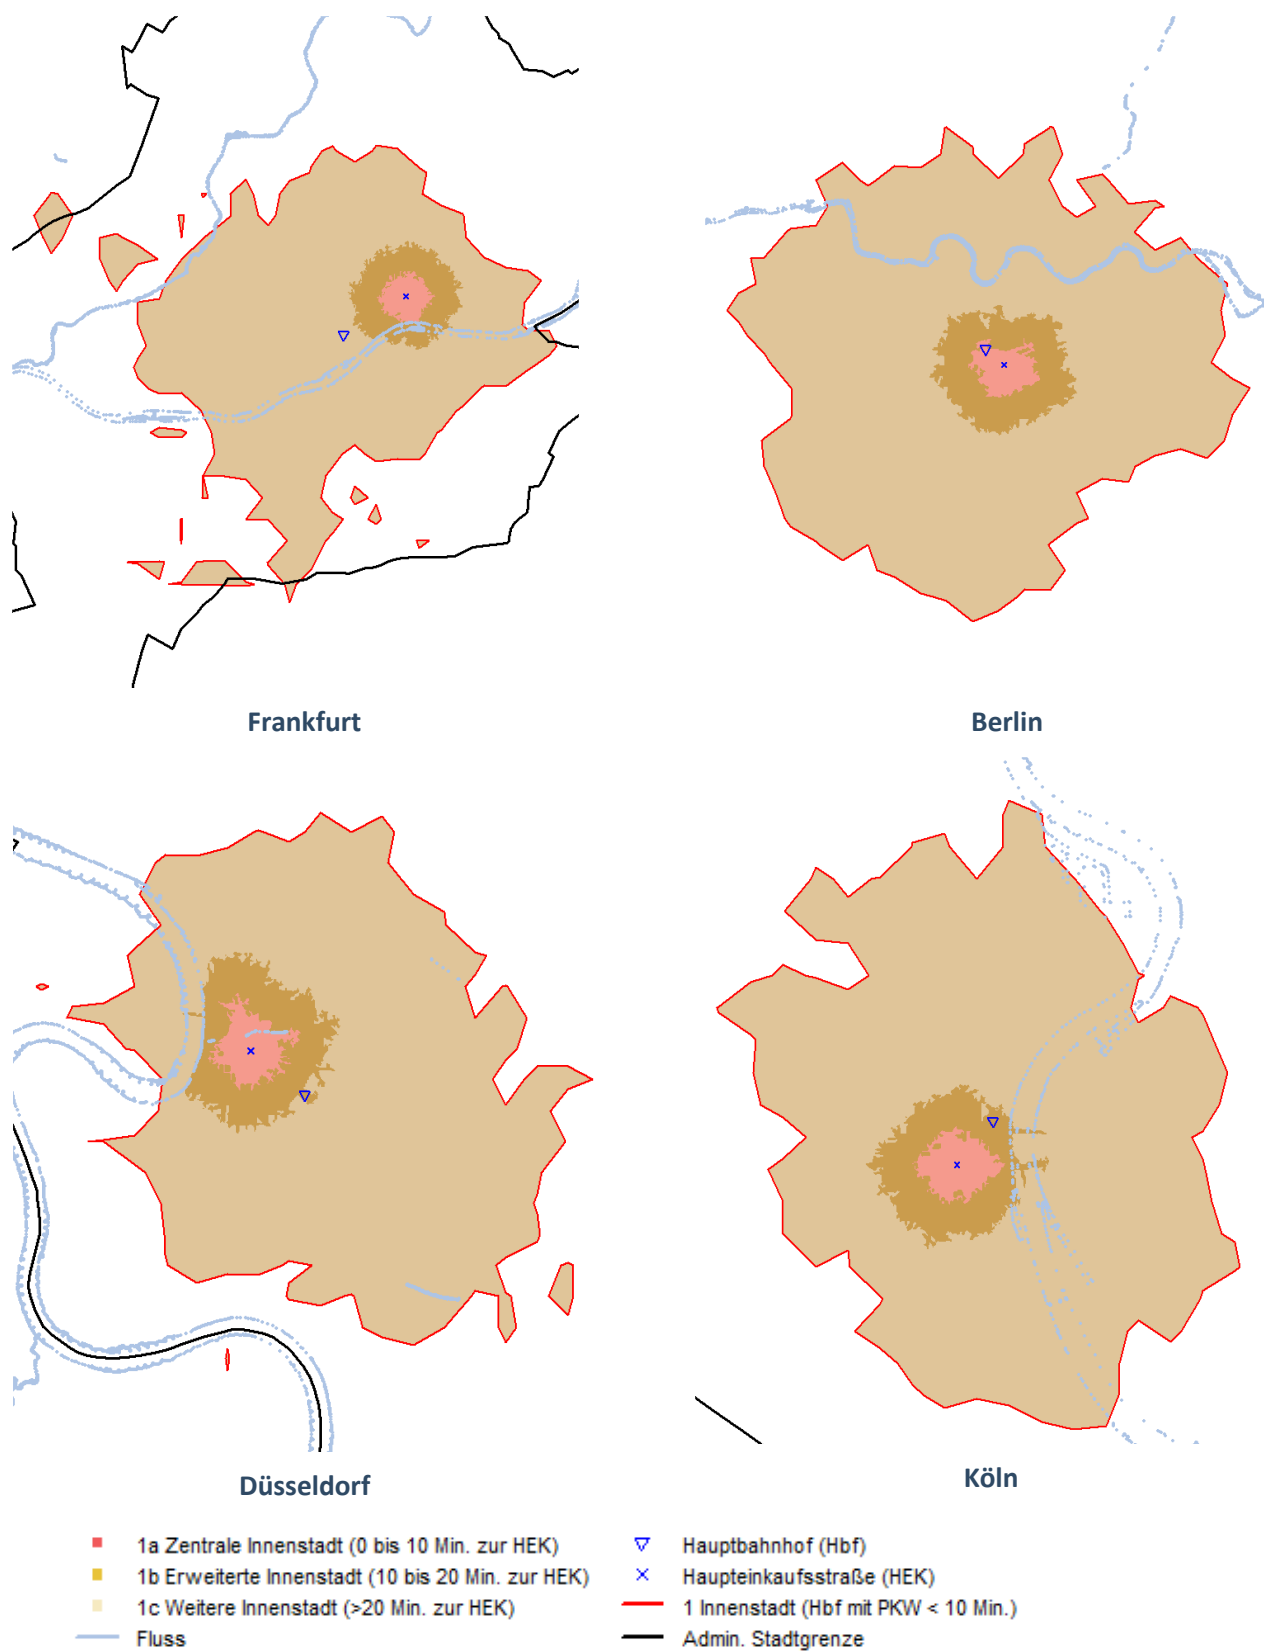 Frankfurt
Berlin
Düsseldorf
Köln
1a Zentrale Innenstadt (0 bis 10 Min. zur HEK)
1b Erweiterte Innenstadt (10 bis 20 Min. zur HEK)
1c Weitere Innenstadt (>20 Min. zur HEK)
Fluss
Hauptbahnhof (Hbf)
Haupteinkaufsstraße (HEK)
1 Innenstadt (Hbf mit PKW < 10 Min.)
Admin. Stadtgrenze